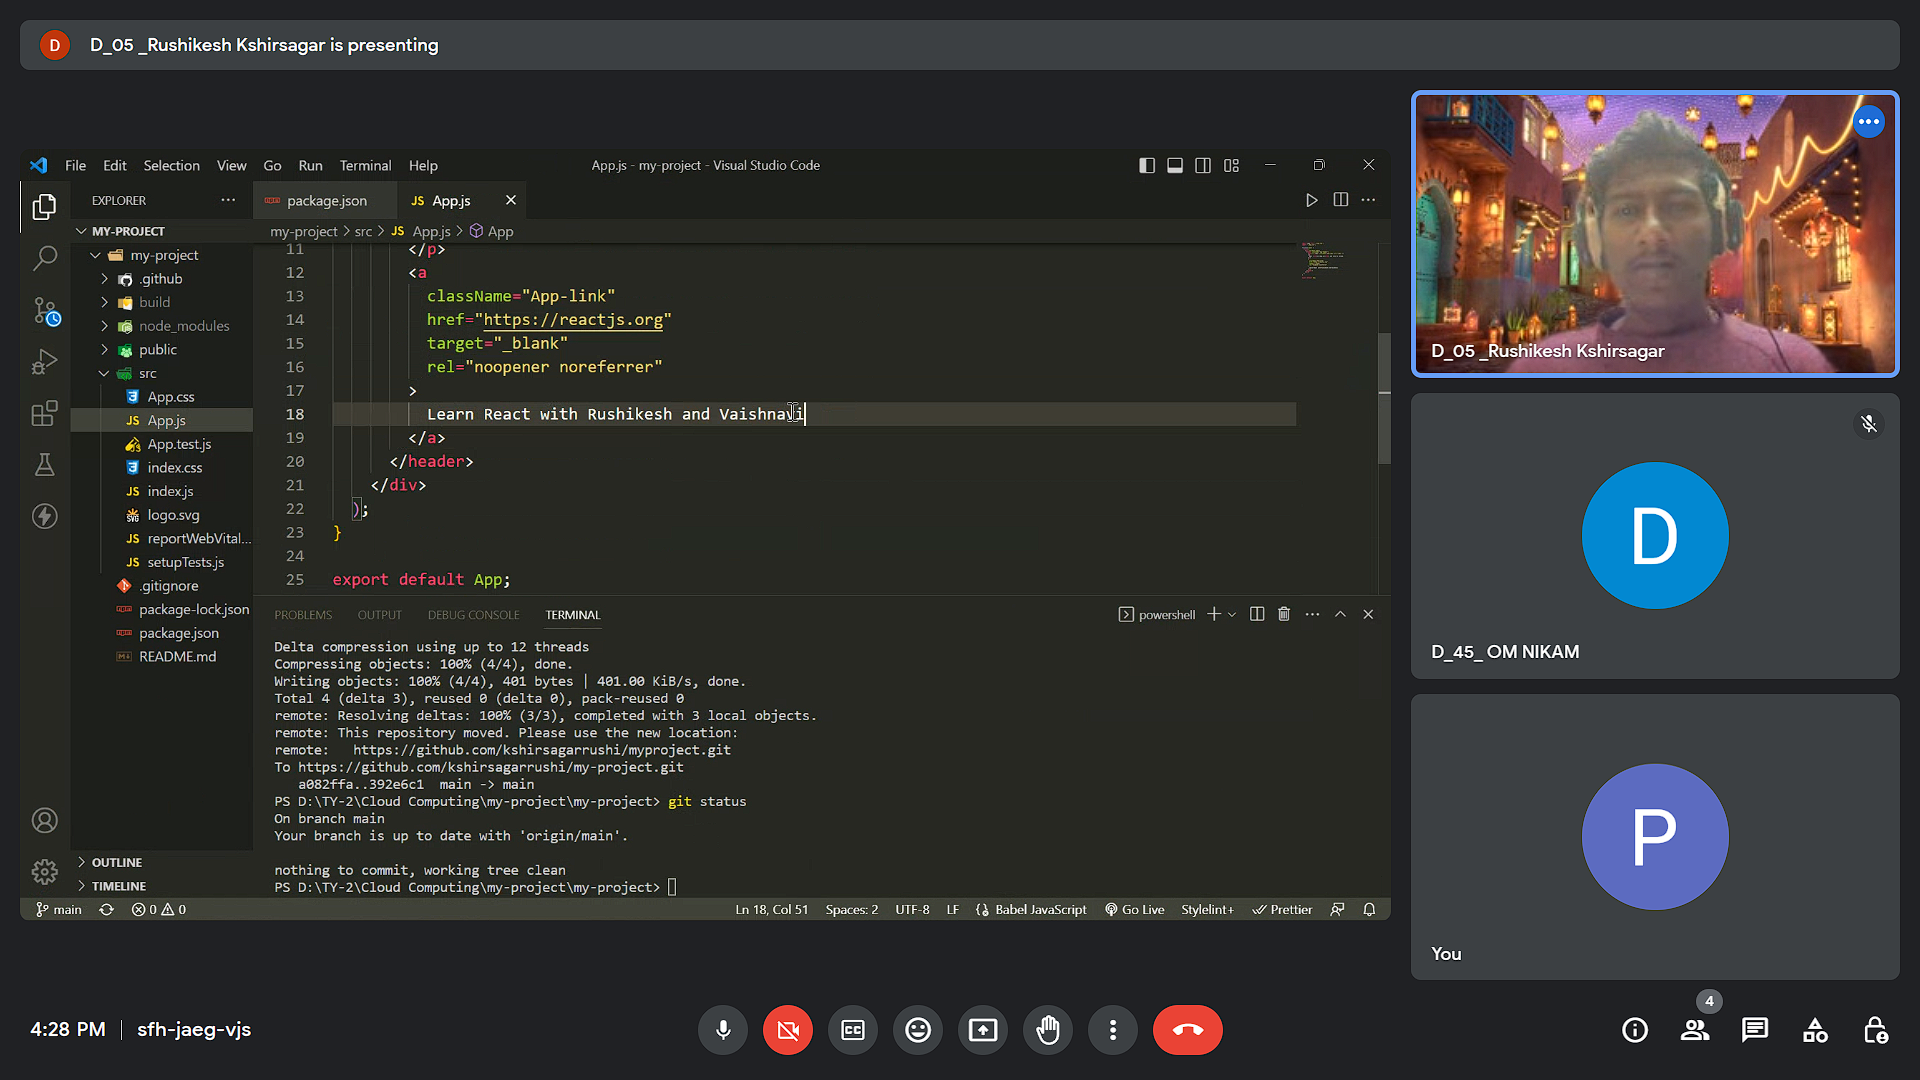 D
D_05 _Rushikesh Kshirsagar is presenting
File Edit Selection View Go Run Terminal Help
App.js - my-project - Visual Studio Code
EXPLORER
package.json
JS App.js
MY-PROJECT
my-project > src > JS App.js > App
my-project
.github
build
node_modules
public
src
App.css
JS App.js
App.test.js
index.css
JS index.js
logo.svg
JS reportWebVital...
JS setupTests.js
.gitignore
package-lock.json
package.json
README.md
OUTLINE
TIMELINE
11 </p>
12 <a
13 className="App-link"
14 href="https://reactjs.org"
15 target="_blank"
16 rel="noopener noreferrer"
17 >
18 Learn React with Rushikesh and Vaishnavi
19 </a>
20 </header>
21 </div>
22 );
23 }
24
25 export default App;
PROBLEMS OUTPUT DEBUG CONSOLE TERMINAL
powershell
Delta compression using up to 12 threads
Compressing objects: 100% (4/4), done.
Writing objects: 100% (4/4), 401 bytes | 401.00 KiB/s, done.
Total 4 (delta 3), reused 0 (delta 0), pack-reused 0
remote: Resolving deltas: 100% (3/3), completed with 3 local objects.
remote: This repository moved. Please use the new location:
remote:   https://github.com/kshirsagarrushi/myproject.git
To https://github.com/kshirsagarrushi/my-project.git
a082ffa..392e6c1  main -> main
PS D:\TY-2\Cloud Computing\my-project\my-project> git status
On branch main
Your branch is up to date with 'origin/main'.
nothing to commit, working tree clean
PS D:\TY-2\Cloud Computing\my-project\my-project>
main 0 0
Ln 18, Col 51 Spaces: 2 UTF-8 LF Babel JavaScript Go Live Stylelint+ Prettier
D_05 _Rushikesh Kshirsagar
D
D_45_ OM NIKAM
P
You
4:28 PM | sfh-jaeg-vjs
CC
4